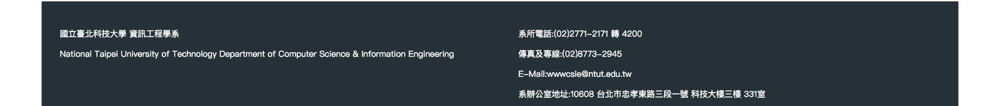 國立臺北科技大學 資訊工程學系
National Taipei University of Technology Department of Computer Science & Information Engineering
系所電話:(02)2771-2171 轉 4200
傳真及專線:(02)8773-2945
E-Mail:wwwcsie@ntut.edu.tw
系辦公室地址:10608 台北市忠孝東路三段一號 科技大樓三樓 331室